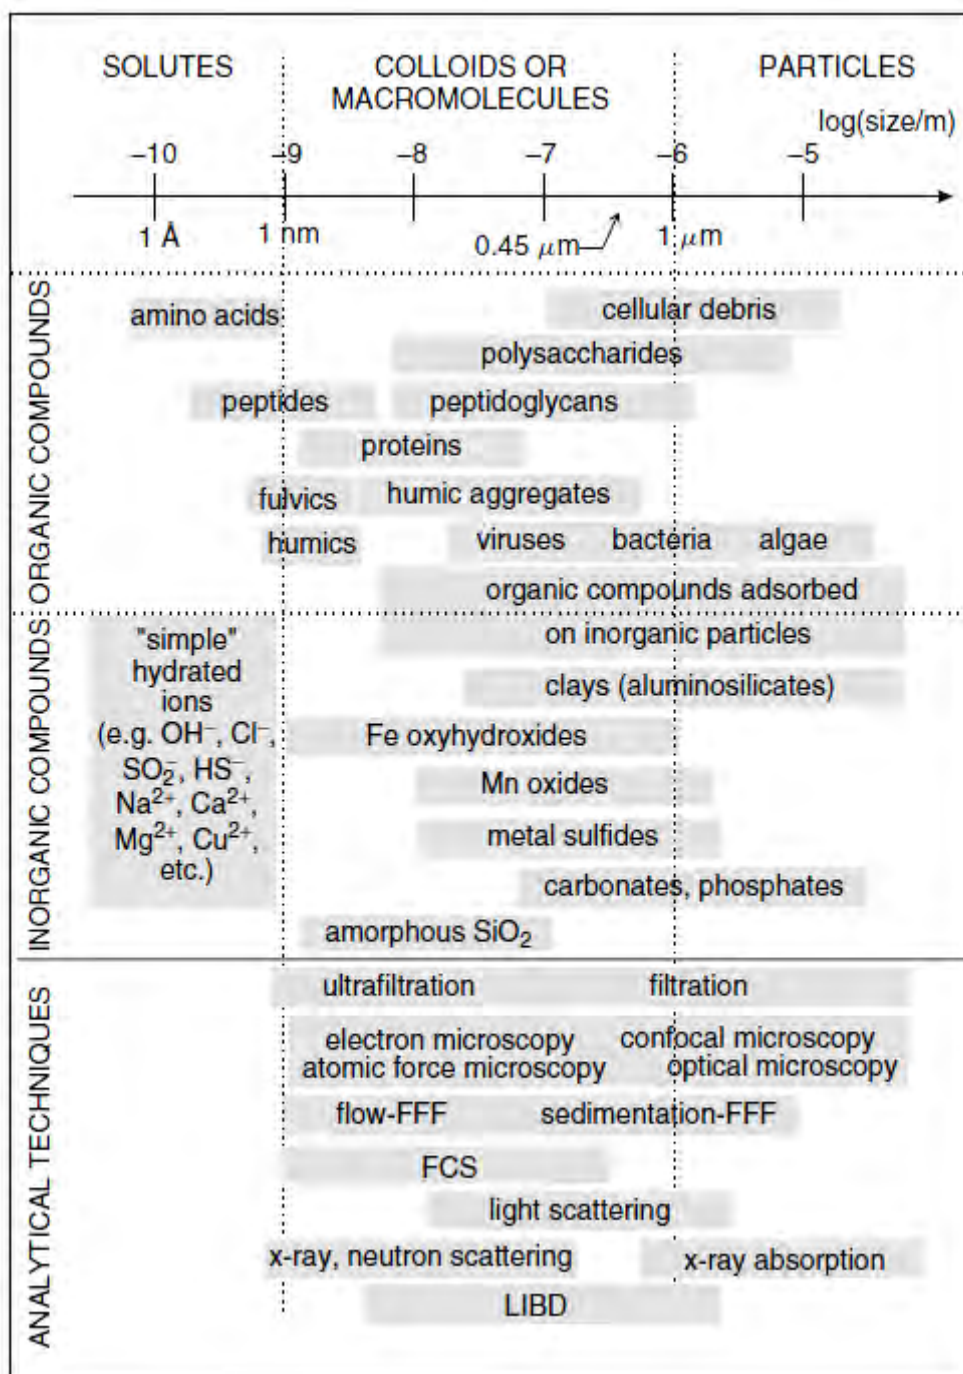 SOLUTES COLLOIDS OR PARTICLES
MACROMOLECULES
log(size/m)
–10 –9 –8 –7 –6 –5
1 Å 1 nm 0.45 μm 1 μm
ORGANIC COMPOUNDS
amino acids cellular debris
polysaccharides
peptides peptidoglycans
proteins
fulvics humic aggregates
humics viruses bacteria algae
organic compounds adsorbed
on inorganic particles
INORGANIC COMPOUNDS
"simple"
hydrated
ions
(e.g. OH⁻, Cl⁻,
SO₂⁻, HS⁻,
Na²⁺, Ca²⁺,
Mg²⁺, Cu²⁺,
etc.)
clays (aluminosilicates)
Fe oxyhydroxides
Mn oxides
metal sulfides
carbonates, phosphates
amorphous SiO₂
ANALYTICAL TECHNIQUES
ultrafiltration filtration
electron microscopy confocal microscopy
atomic force microscopy optical microscopy
flow-FFF sedimentation-FFF
FCS
light scattering
x-ray, neutron scattering x-ray absorption
LIBD